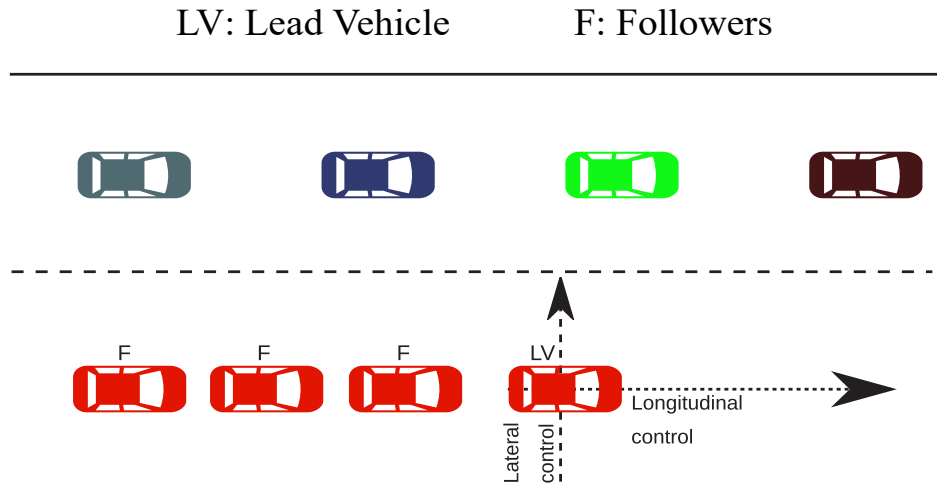 LV: Lead Vehicle
F: Followers
F
F
F
LV
Longitudinal
control
Lateral
control